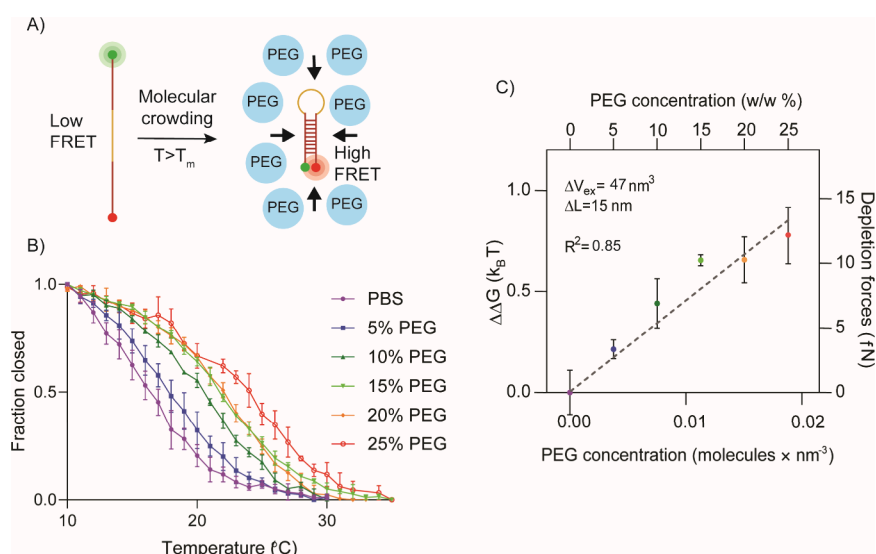 A)
PEG PEG
Low
FRET
Molecular
crowding
T>Tm
PEG PEG
PEG PEG
High
FRET
PEG PEG
B)
1.0
0.5
0.0
Fraction closed
10 20 30
Temperature (°C)
PBS
5% PEG
10% PEG
15% PEG
20% PEG
25% PEG
C)
PEG concentration (w/w %)
0 5 10 15 20 25
ΔVex= 47 nm³
ΔL=15 nm
R²=0.85
1.0
0.5
0.0
ΔΔG (kBT)
15
10
5
0
Depletion forces (fN)
0.00 0.01 0.02
PEG concentration (molecules × nm-³)